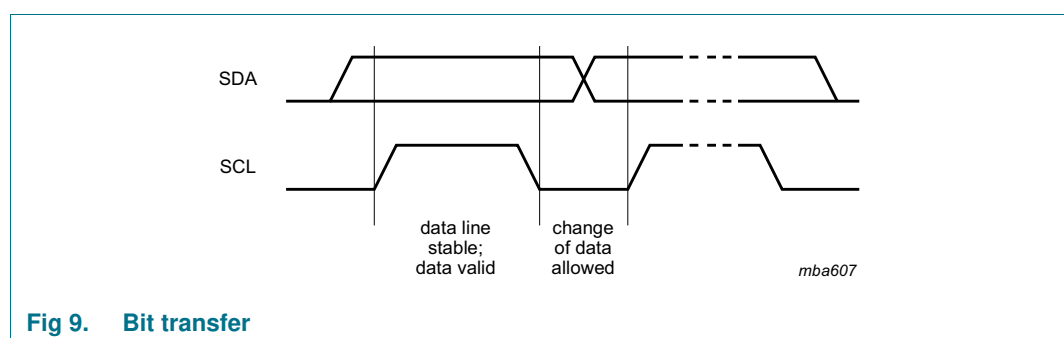 SDA
SCL
data line
stable;
data valid
change
of data
allowed
mba607
Fig 9. Bit transfer